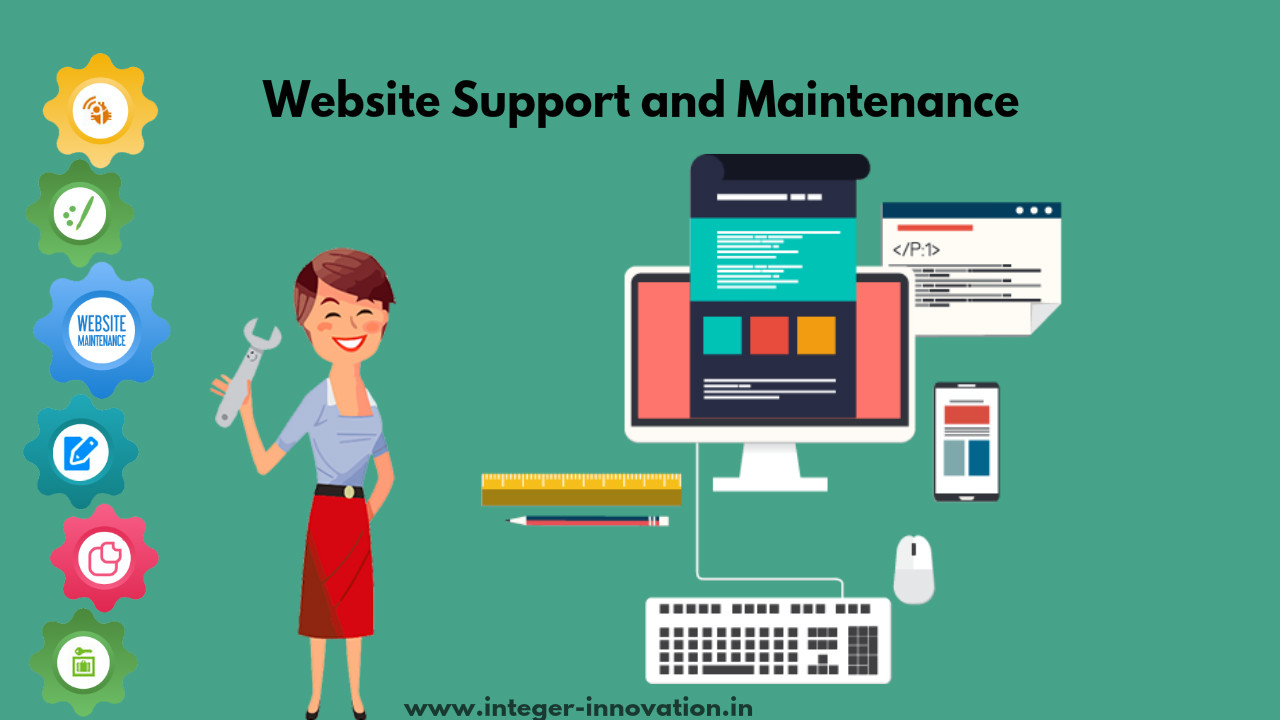 Website Support and Maintenance
WEBSITE
MAINTENANCE
</P:1>
www.integer-innovation.in